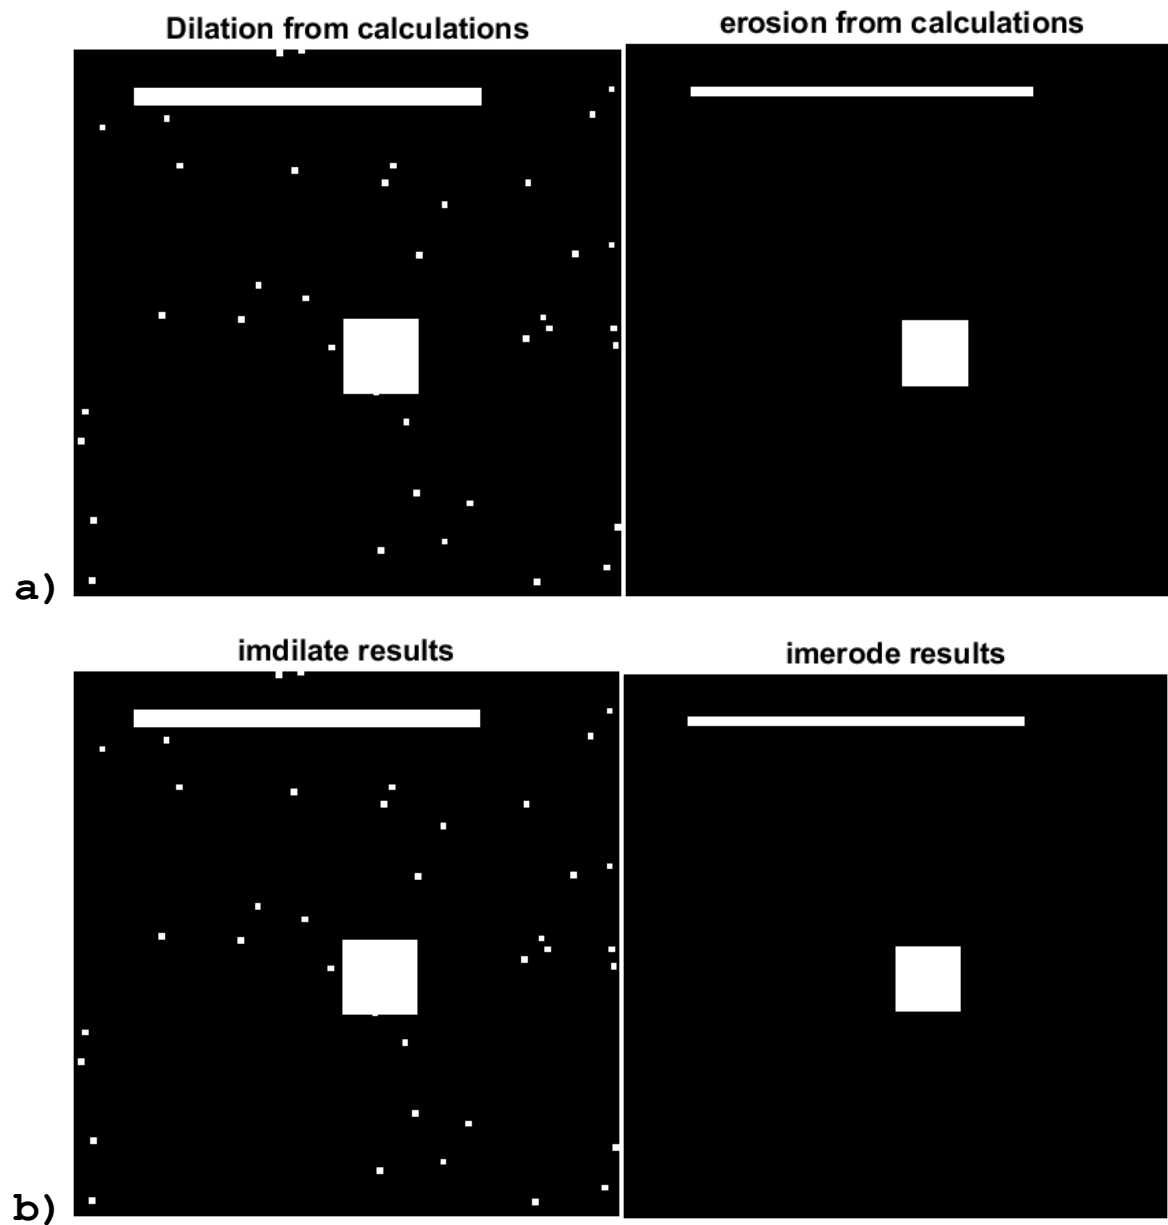 Dilation from calculations
erosion from calculations
a)
imdilate results
imerode results
b)